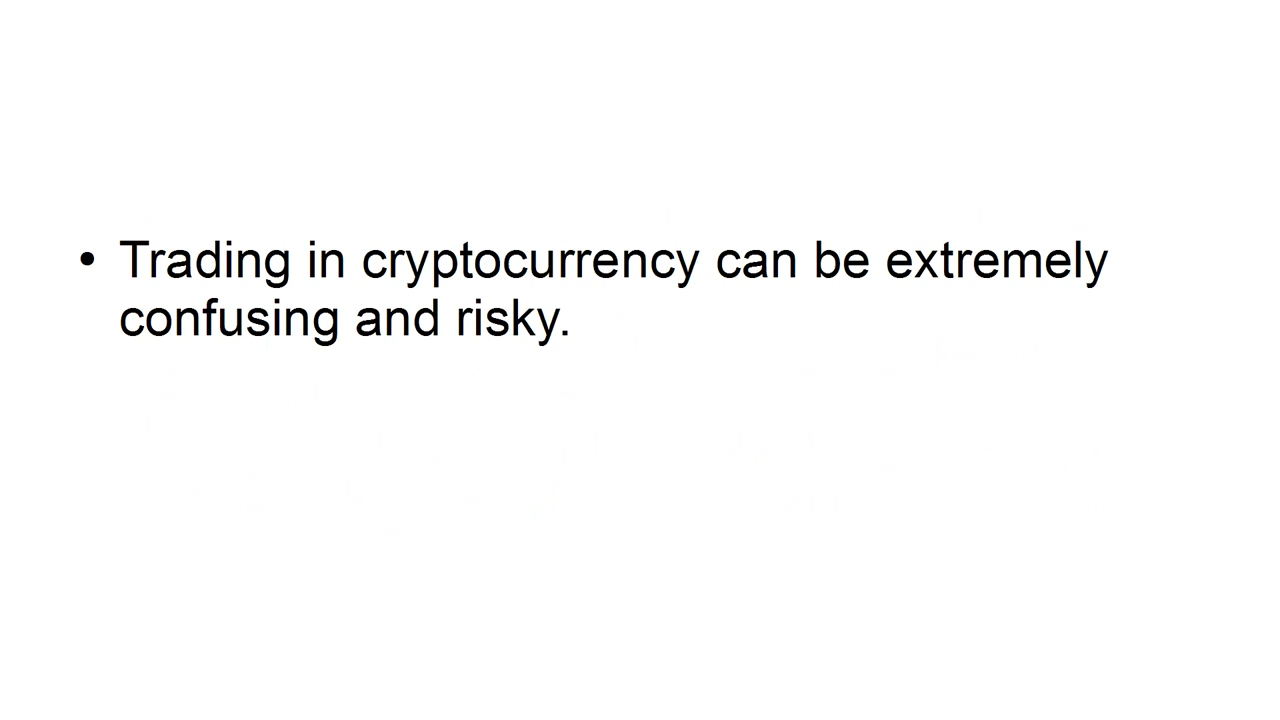 • Trading in cryptocurrency can be extremely
confusing and risky.